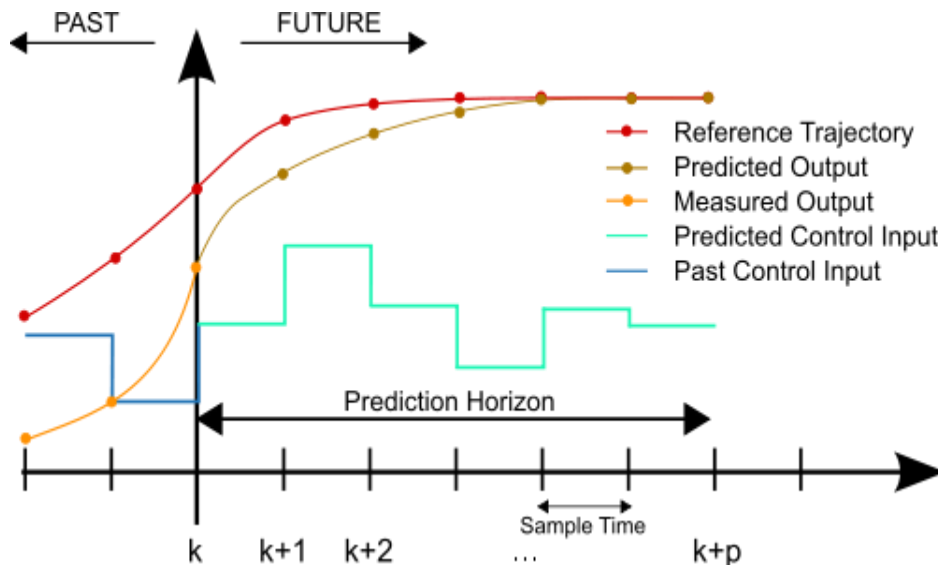 PAST
FUTURE
Reference Trajectory
Predicted Output
Measured Output
Predicted Control Input
Past Control Input
Prediction Horizon
Sample Time
k
k+1
k+2
...
k+p